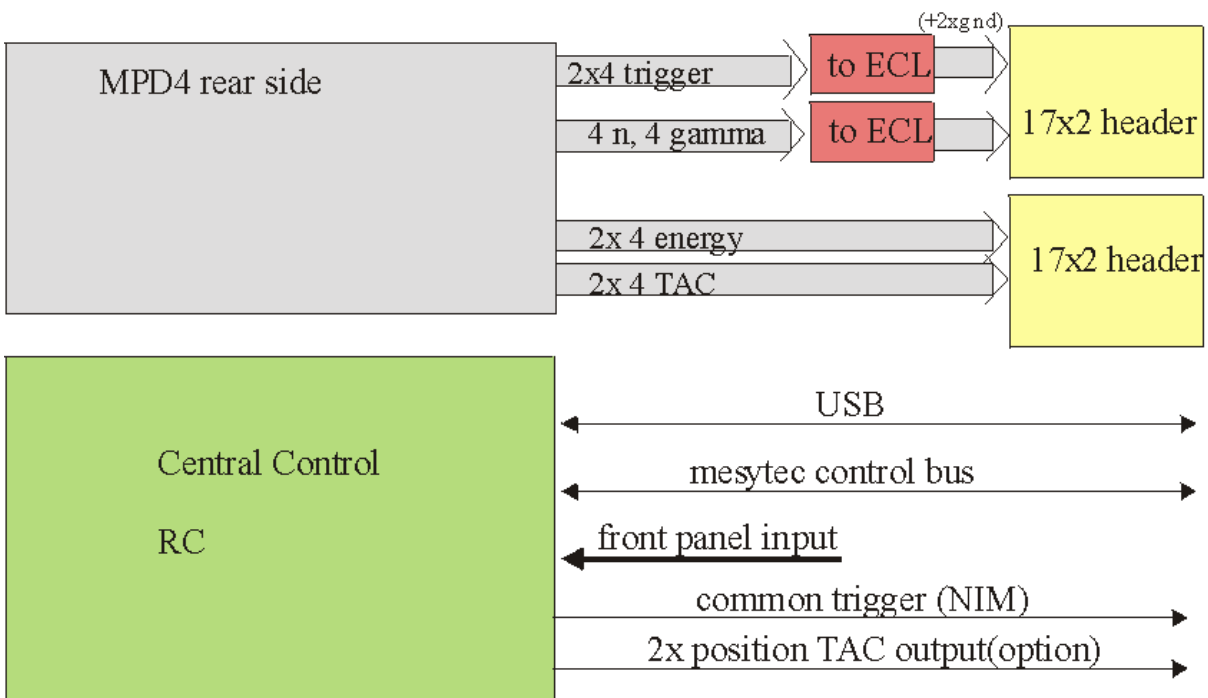 (+2xgnd)
MPD4 rear side
2x4 trigger
to ECL
4 n, 4 gamma
to ECL
17x2 header
2x 4 energy
2x 4 TAC
17x2 header
USB
Central Control
mesytec control bus
RC
front panel input
common trigger (NIM)
2x position TAC output(option)